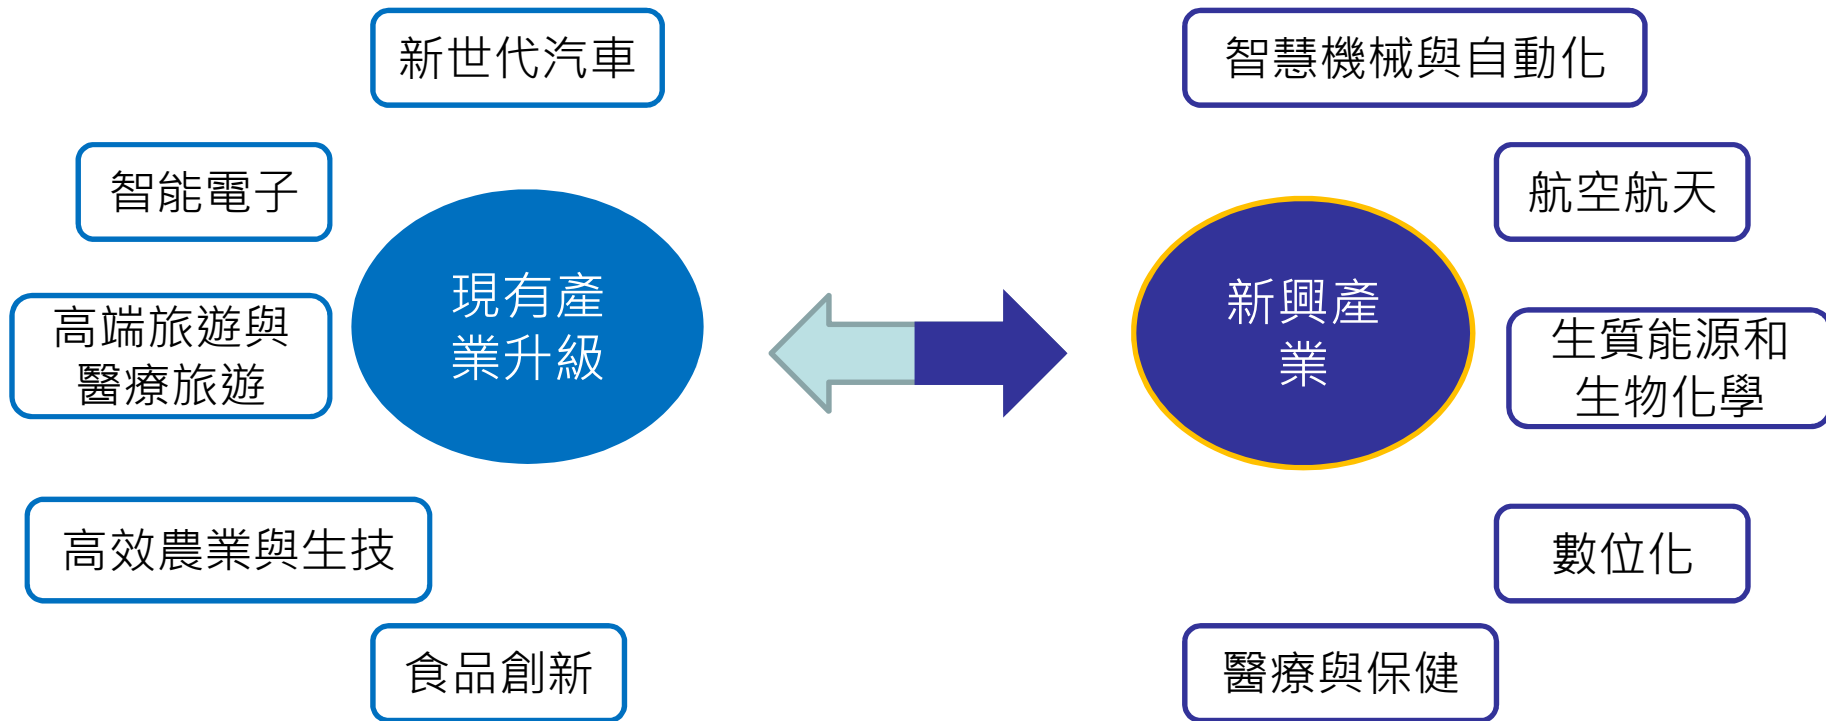 新世代汽車
智能電子
高端旅遊與
醫療旅遊
高效農業與生技
食品創新
現有產
業升級
新興產
業
智慧機械與自動化
航空航天
生質能源和
生物化學
數位化
醫療與保健